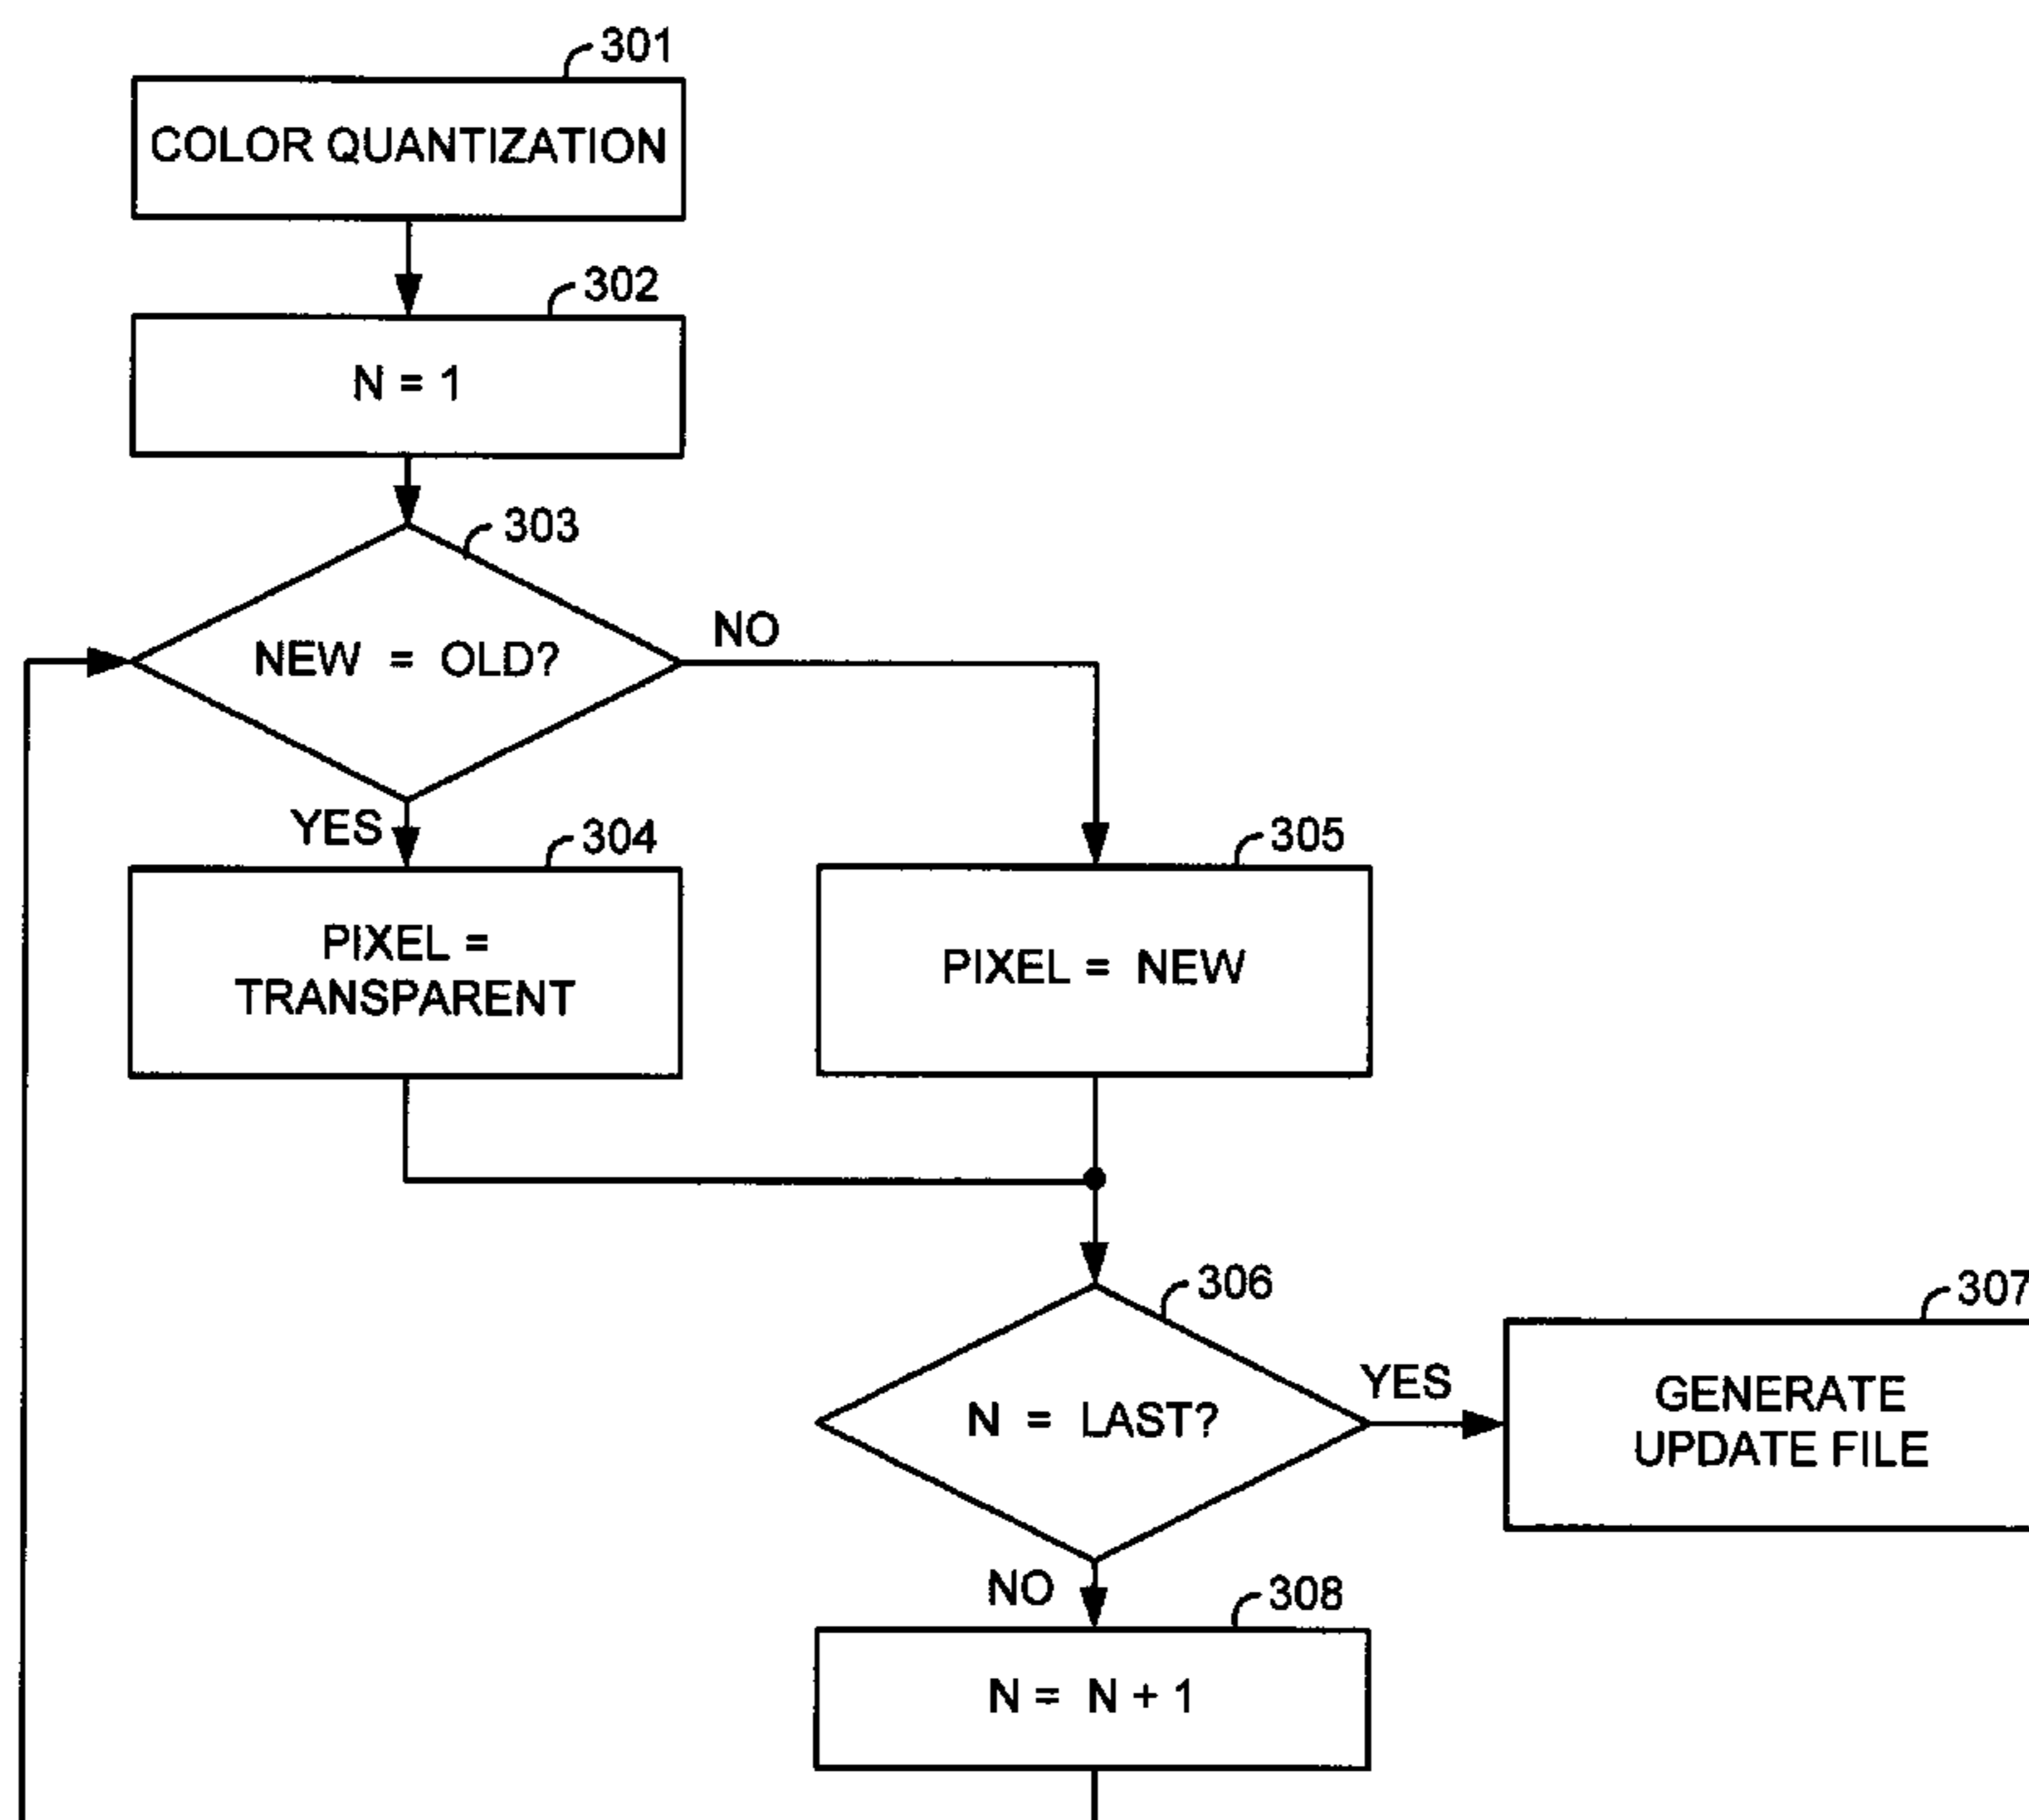 301
COLOR QUANTIZATION
302
N = 1
303
NEW = OLD?
NO
YES
304
305
PIXEL =
TRANSPARENT
PIXEL = NEW
306
N = LAST?
YES
307
GENERATE
UPDATE FILE
NO
308
N = N + 1